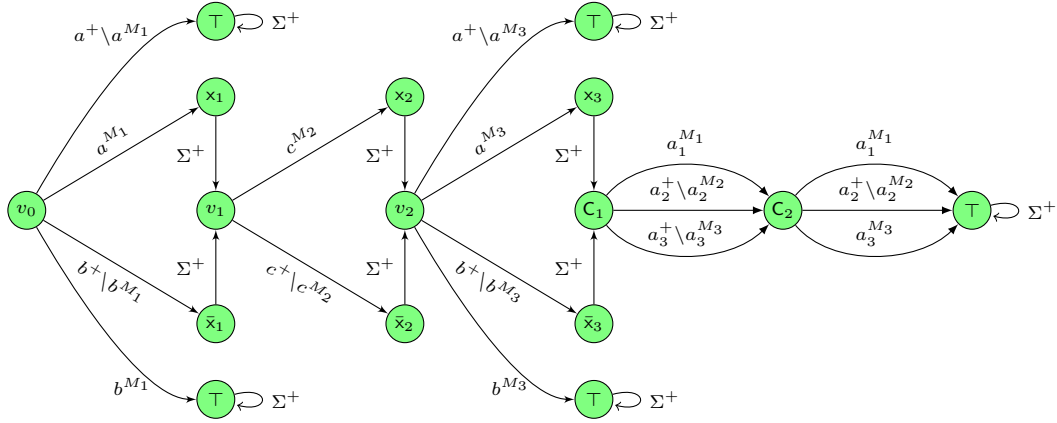 a⁺\a^{M₁} ⊤ Σ⁺ a⁺\a^{M₃} ⊤ Σ⁺
x₁ x₂ x₃
a^{M₁} Σ⁺ c^{M₂} Σ⁺ a^{M₃} Σ⁺ a₁^{M₁} a₁^{M₁}
a₂⁺\a₂^{M₂} a₂⁺\a₂^{M₂}
v₀ v₁ v₂ C₁ C₂ ⊤ Σ⁺
a₃⁺\a₃^{M₃} a₃^{M₃}
b⁺/b^{M₁} Σ⁺ c⁺/c^{M₂} Σ⁺ b⁺/b^{M₃} Σ⁺
x̄₁ x̄₂ x̄₃
b^{M₁} ⊤ Σ⁺ b^{M₃} ⊤ Σ⁺